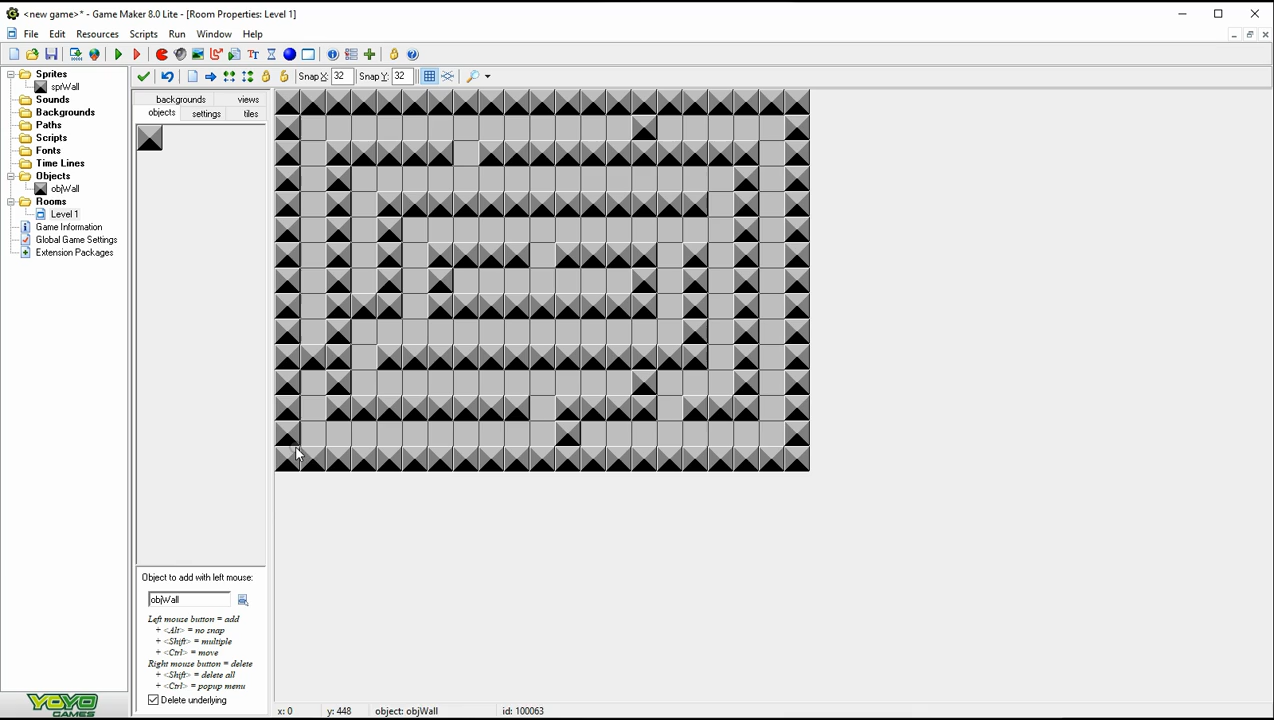 <new game>* - Game Maker 8.0 Lite - [Room Properties: Level 1]
File Edit Resources Scripts Run Window Help
Snap X: 32 Snap Y: 32
Sprites
sprWall
Sounds
Backgrounds
Paths
Scripts
Fonts
Time Lines
Objects
objWall
Rooms
Level 1
Game Information
Global Game Settings
Extension Packages
backgrounds views
objects settings tiles
Object to add with left mouse:
objWall
Left mouse button = add
+ <Alt> = no snap
+ <Shift> = multiple
+ <Ctrl> = move
Right mouse button = delete
+ <Shift> = delete all
+ <Ctrl> = popup menu
Delete underlying
YOYO
GAMES
x: 0 y: 448 object: objWall id: 100063